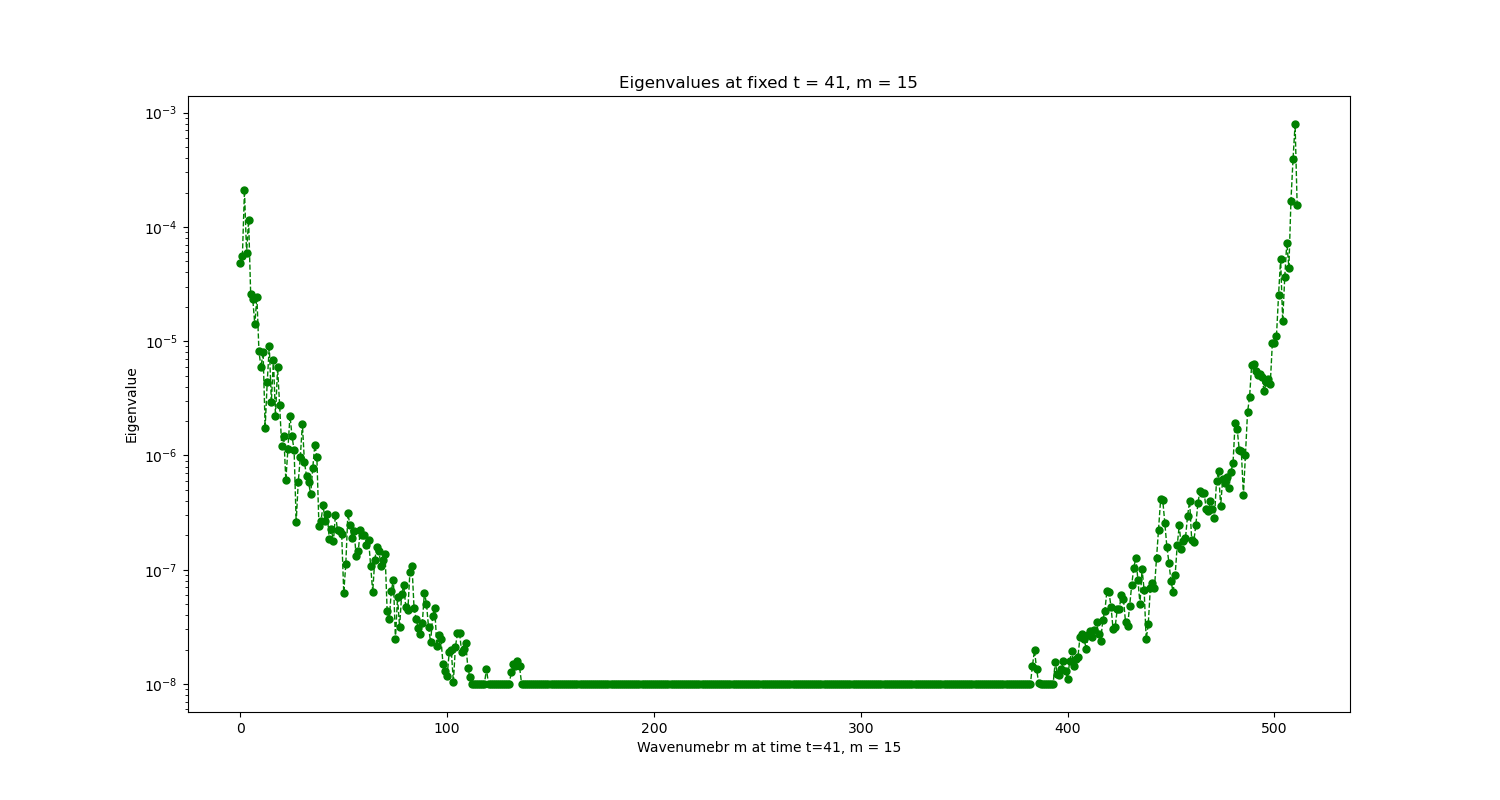 Eigenvalues at fixed t = 41, m = 15
Eigenvalue
10⁻³
10⁻⁴
10⁻⁵
10⁻⁶
10⁻⁷
10⁻⁸
0 100 200 300 400 500
Wavenumebr m at time t=41, m = 15